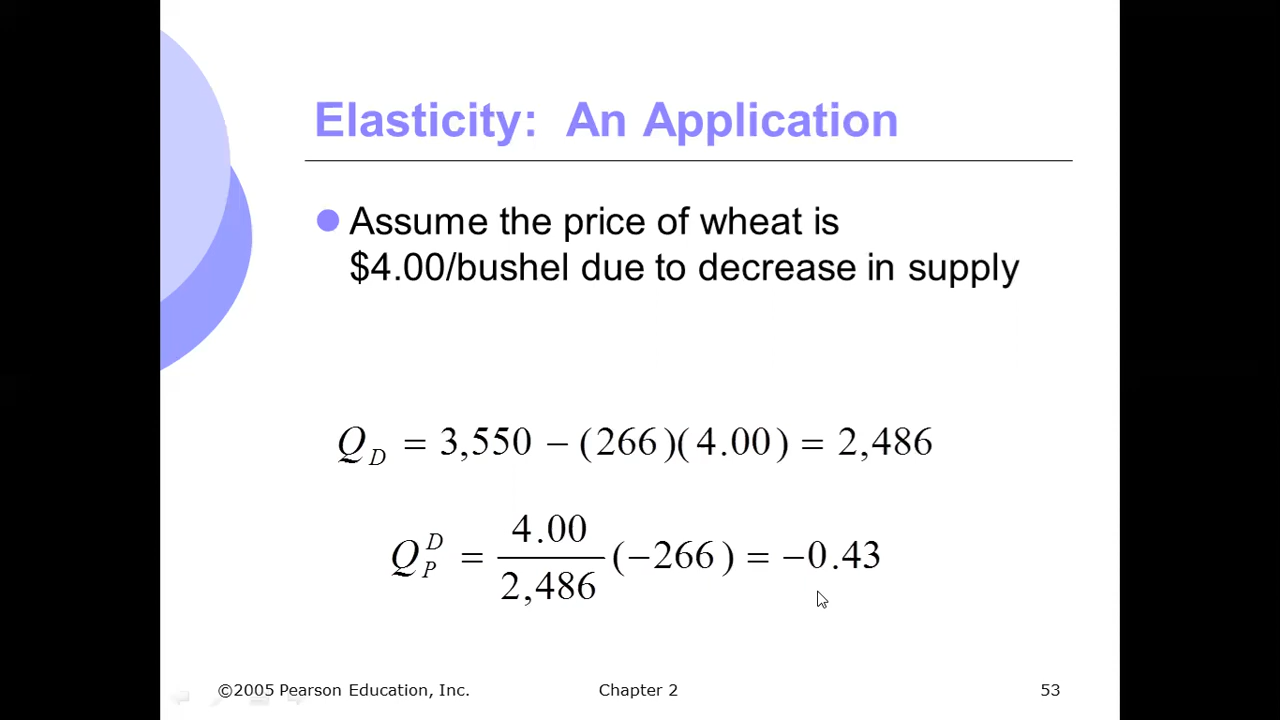 Elasticity: An Application
Assume the price of wheat is
$4.00/bushel due to decrease in supply
Q_D = 3,550 − (266)(4.00) = 2,486
Q_P^D = 4.00/2,486 (−266) = −0.43
©2005 Pearson Education, Inc. Chapter 2 53